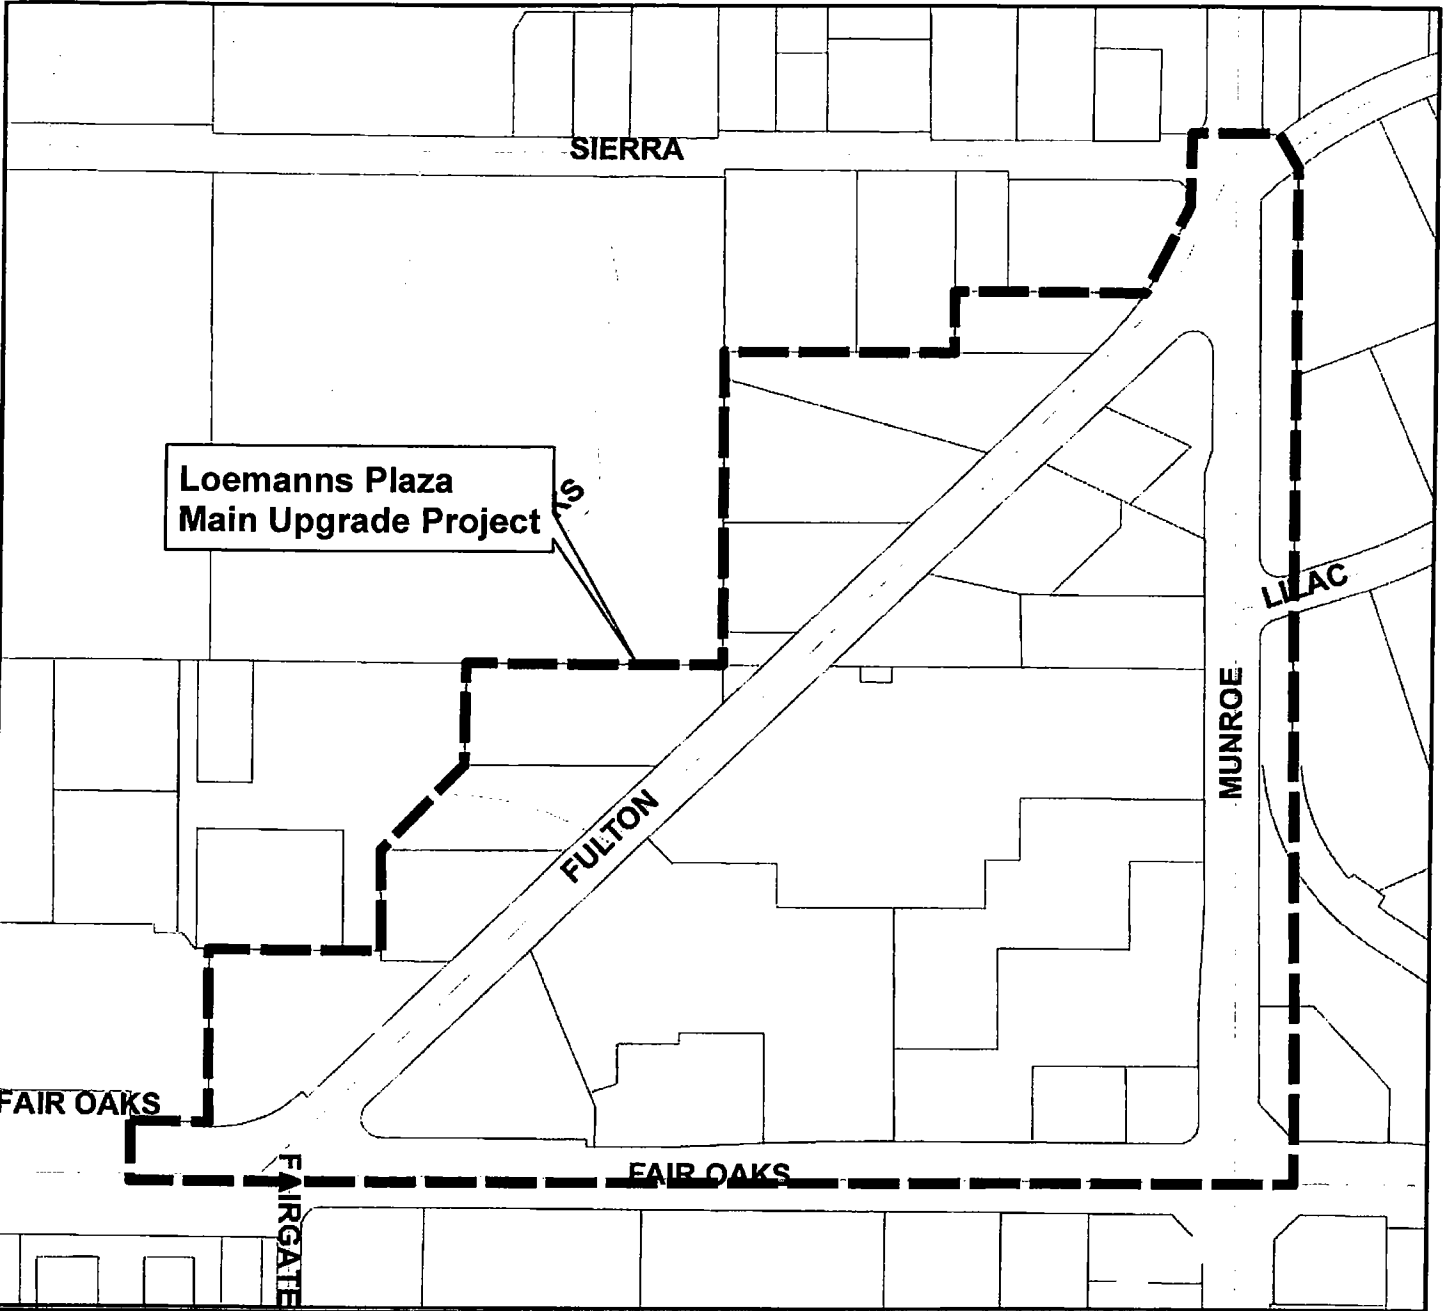 SIERRA
Loemanns Plaza
Main Upgrade Project
LILAC
MUNROE
FULTON
FAIR OAKS
FAIR OAKS
FAIRGATE